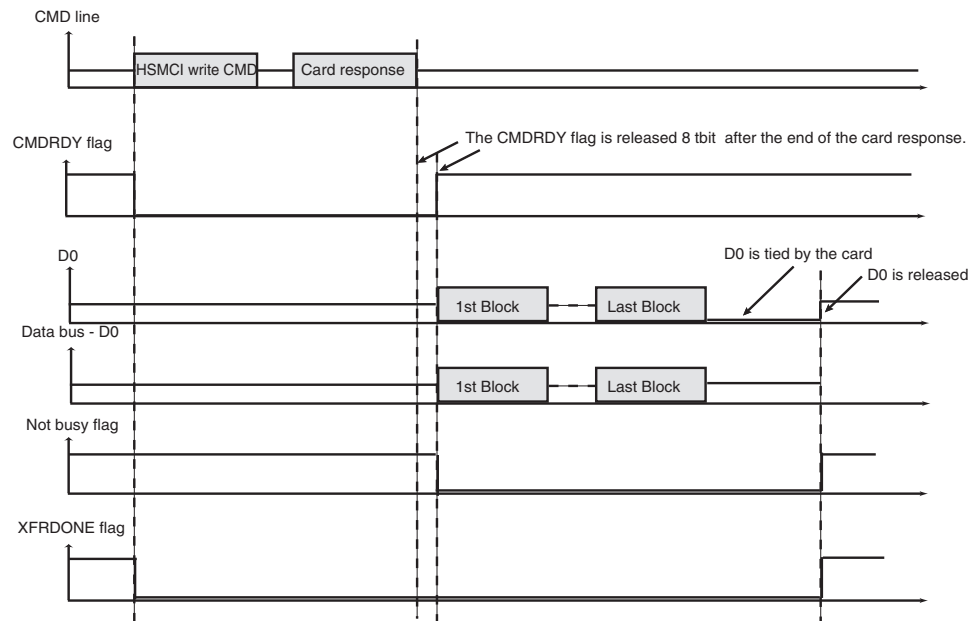 CMD line
HSMCI write CMD
Card response
CMDRDY flag
The CMDRDY flag is released 8 tbit after the end of the card response.
D0
D0 is tied by the card
D0 is released
1st Block
Last Block
Data bus - D0
1st Block
Last Block
Not busy flag
XFRDONE flag